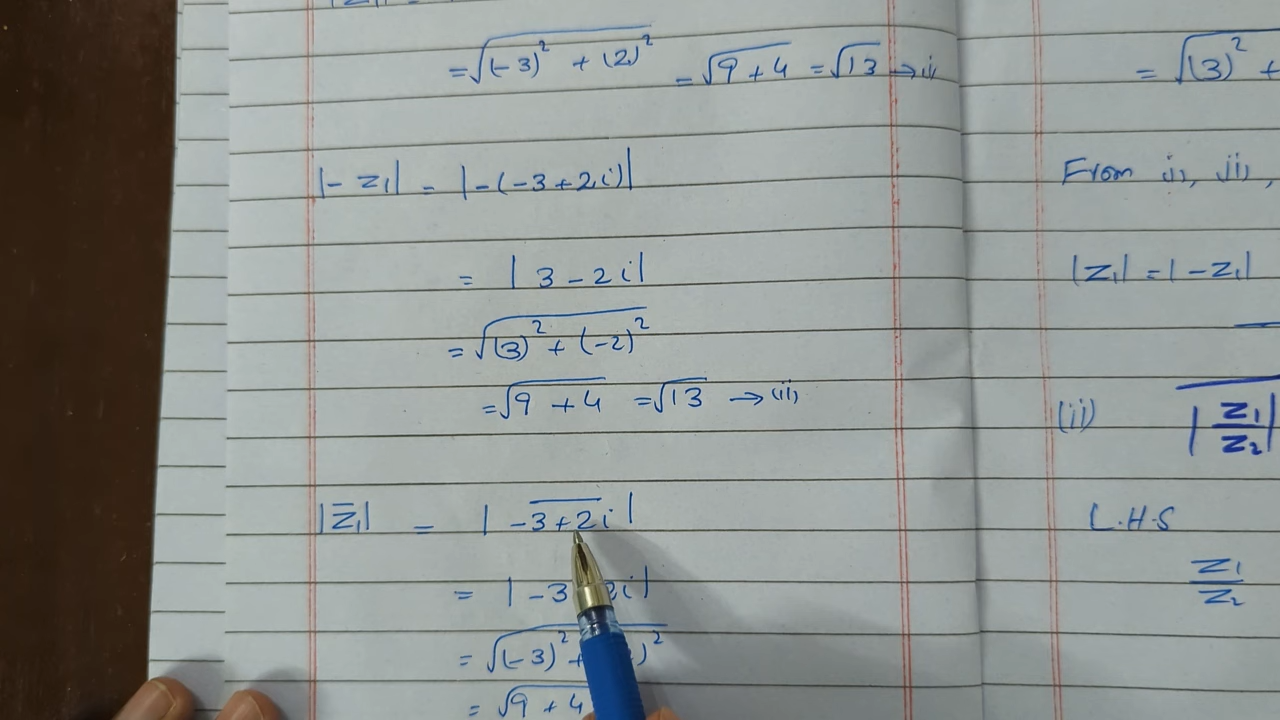 = √(-3)² + (2)² = √9 + 4 = √13 → i)
|- z₁| = |-(-3+2i)|
= | 3 - 2i|
= √(3)² + (-2)²
= √9 + 4 = √13 → (ii)
|z̅₁| = | -3+2i |
= | -3 2i|
= √(-3)² + )²
= √9 + 4
= √(3)² +
From i), ii),
|z₁| = |-z₁|
(ii) | z₁/z₂ |
L.H.S
z₁/z₂